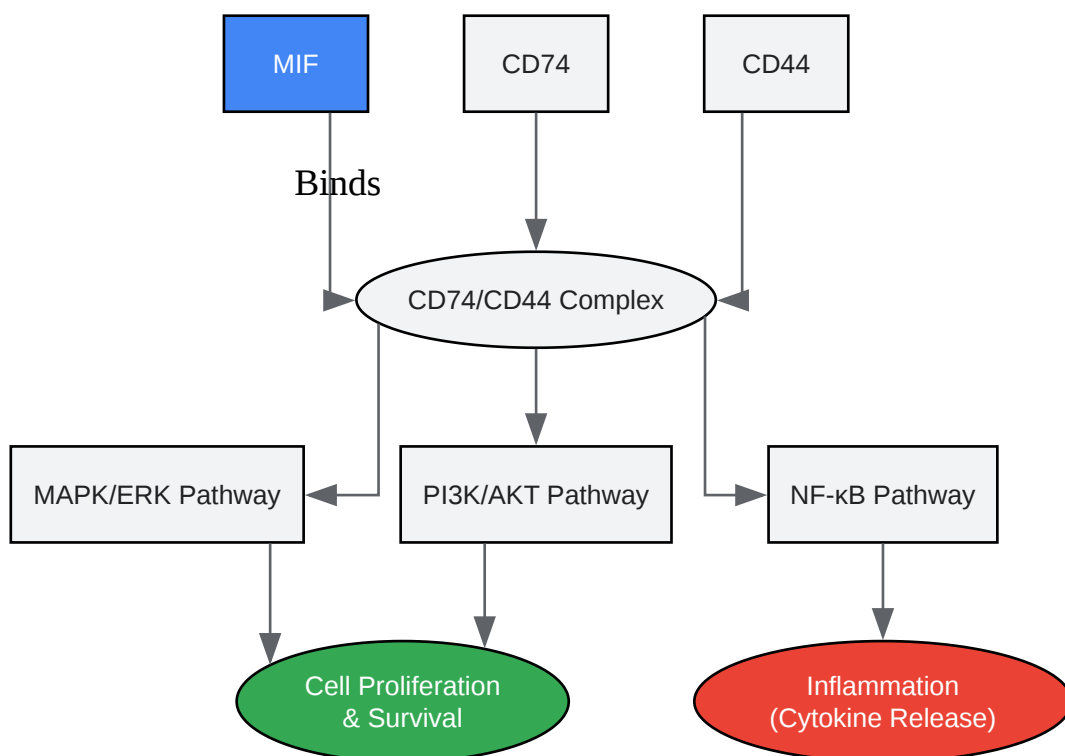 MIF
CD74
CD44
Binds
CD74/CD44 Complex
MAPK/ERK Pathway
PI3K/AKT Pathway
NF-κB Pathway
Cell Proliferation
& Survival
Inflammation
(Cytokine Release)